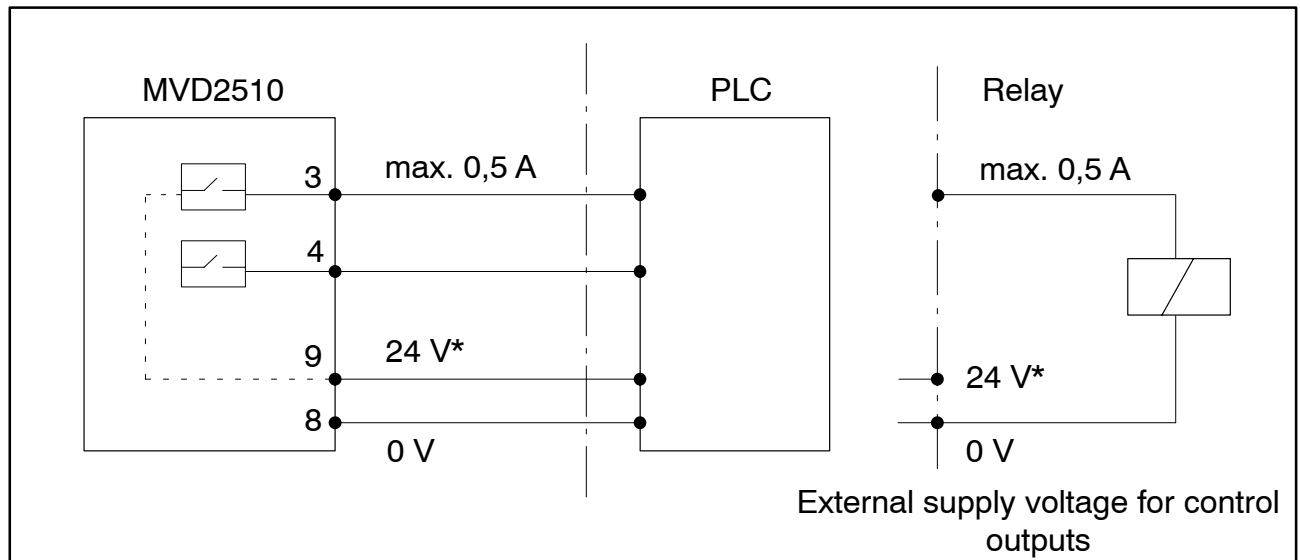 MVD2510
PLC
Relay
3
max. 0,5 A
max. 0,5 A
4
9
24 V*
24 V*
8
0 V
0 V
External supply voltage for control
outputs